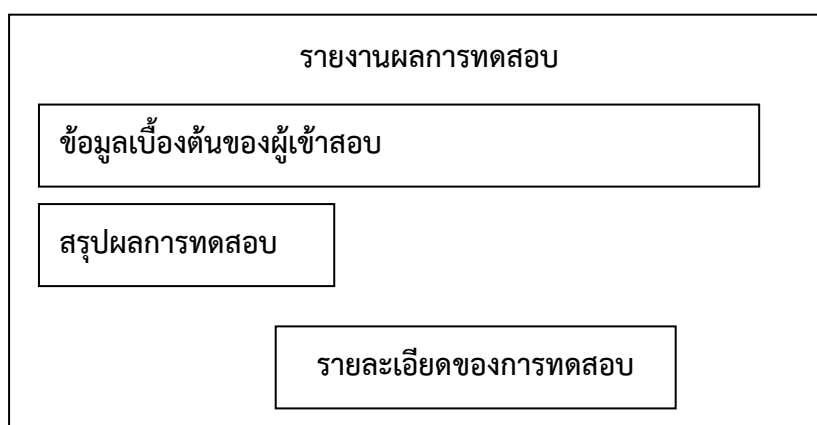 รายงานผลการทดสอบ
ข้อมูลเบื้องต้นของผู้เข้าสอบ
สรุปผลการทดสอบ
รายละเอียดของการทดสอบ